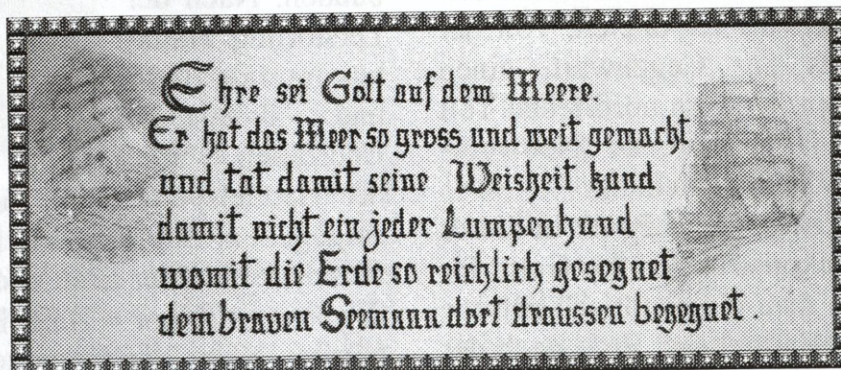 Ehre sei Gott auf dem Meere.
Er hat das Meer so gross und weit gemacht
und tat damit seine Weisheit kund
damit nicht ein jeder Lumpenhund
womit die Erde so reichlich gesegnet
dem braven Seemann dort draussen begegnet.